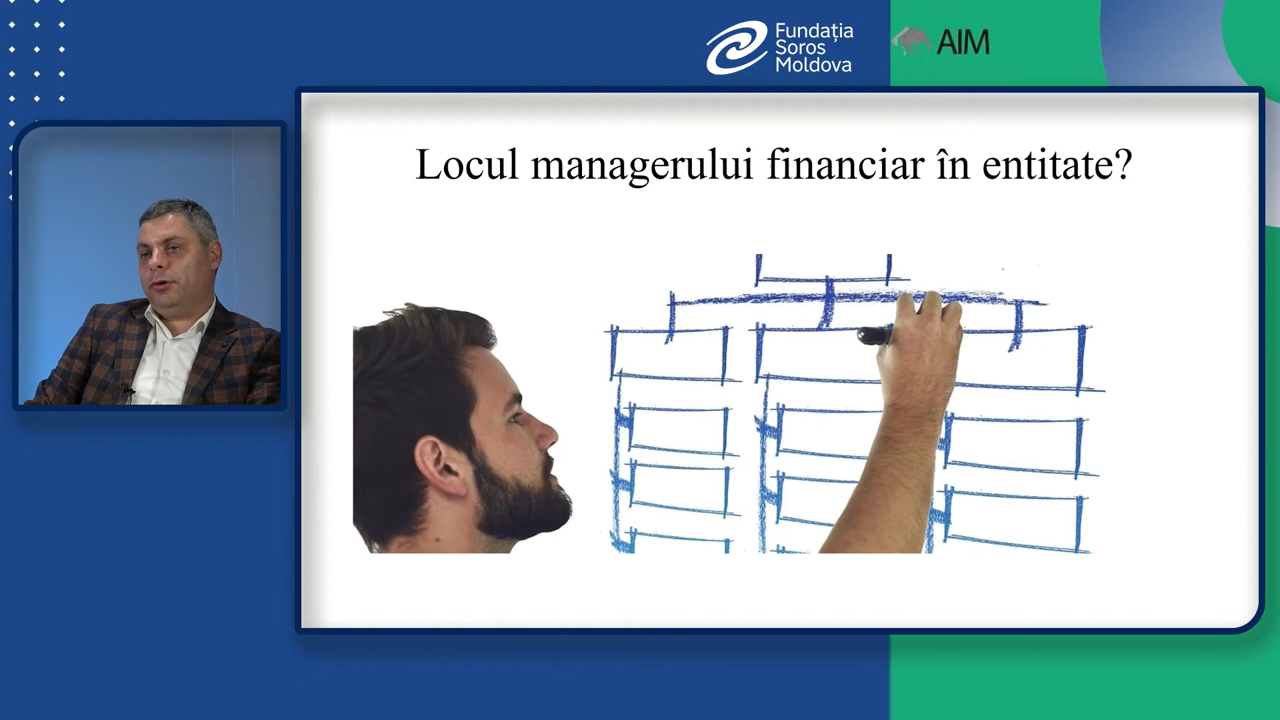 Fundația
Soros
Moldova
AIM
Locul managerului financiar în entitate?